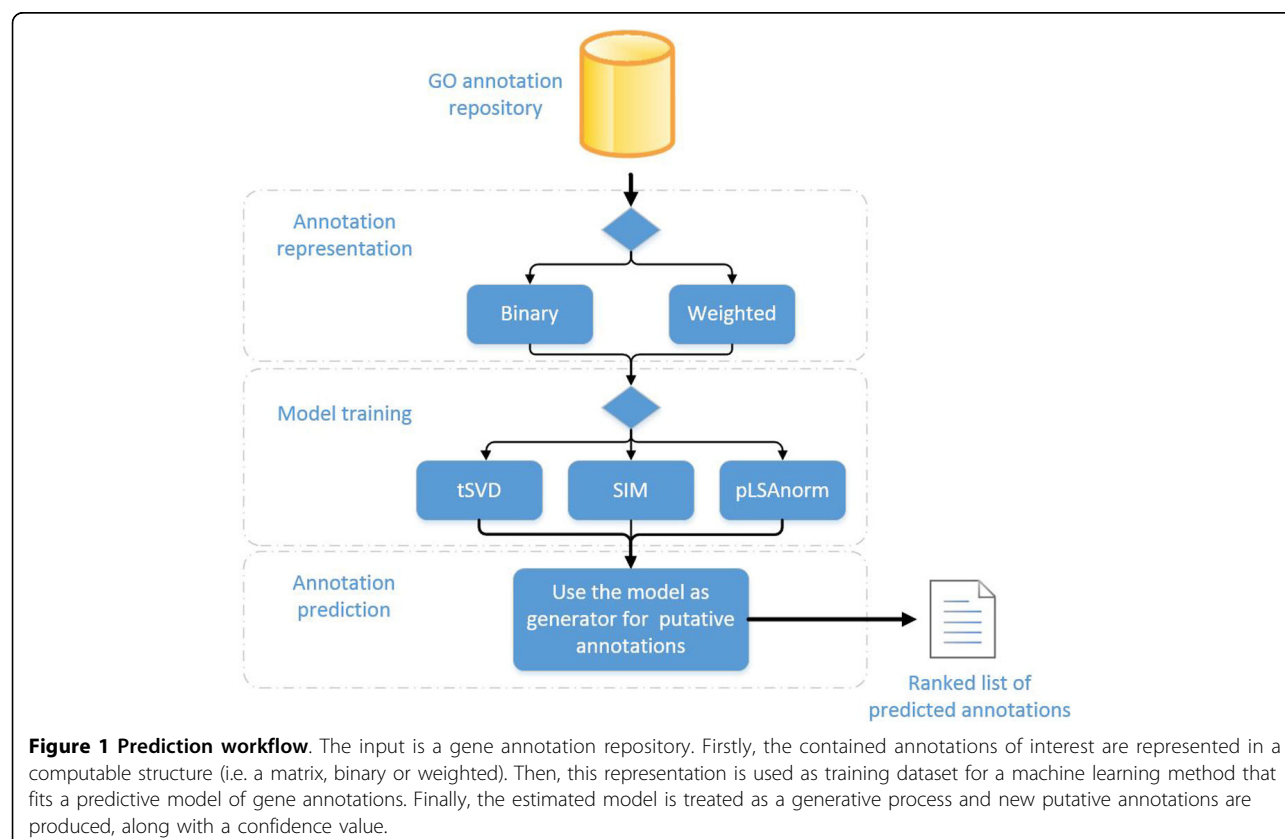 GO annotation
repository
Annotation
representation
Binary
Weighted
Model training
tSVD
SIM
pLSAnorm
Annotation
prediction
Use the model as
generator for putative
annotations
Ranked list of
predicted annotations
Figure 1 Prediction workflow. The input is a gene annotation repository. Firstly, the contained annotations of interest are represented in a
computable structure (i.e. a matrix, binary or weighted). Then, this representation is used as training dataset for a machine learning method that
fits a predictive model of gene annotations. Finally, the estimated model is treated as a generative process and new putative annotations are
produced, along with a confidence value.